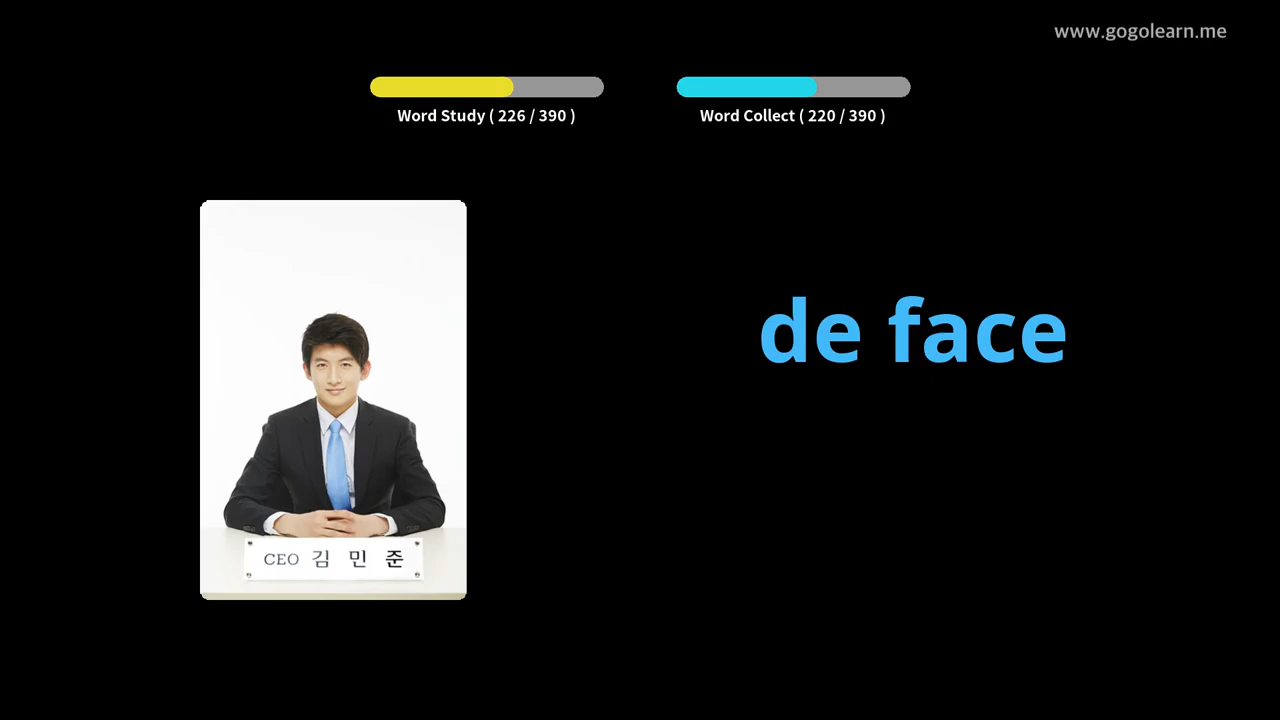 www.gogolearn.me
Word Study ( 226 / 390 )
Word Collect ( 220 / 390 )
de face
CEO 김 민 준